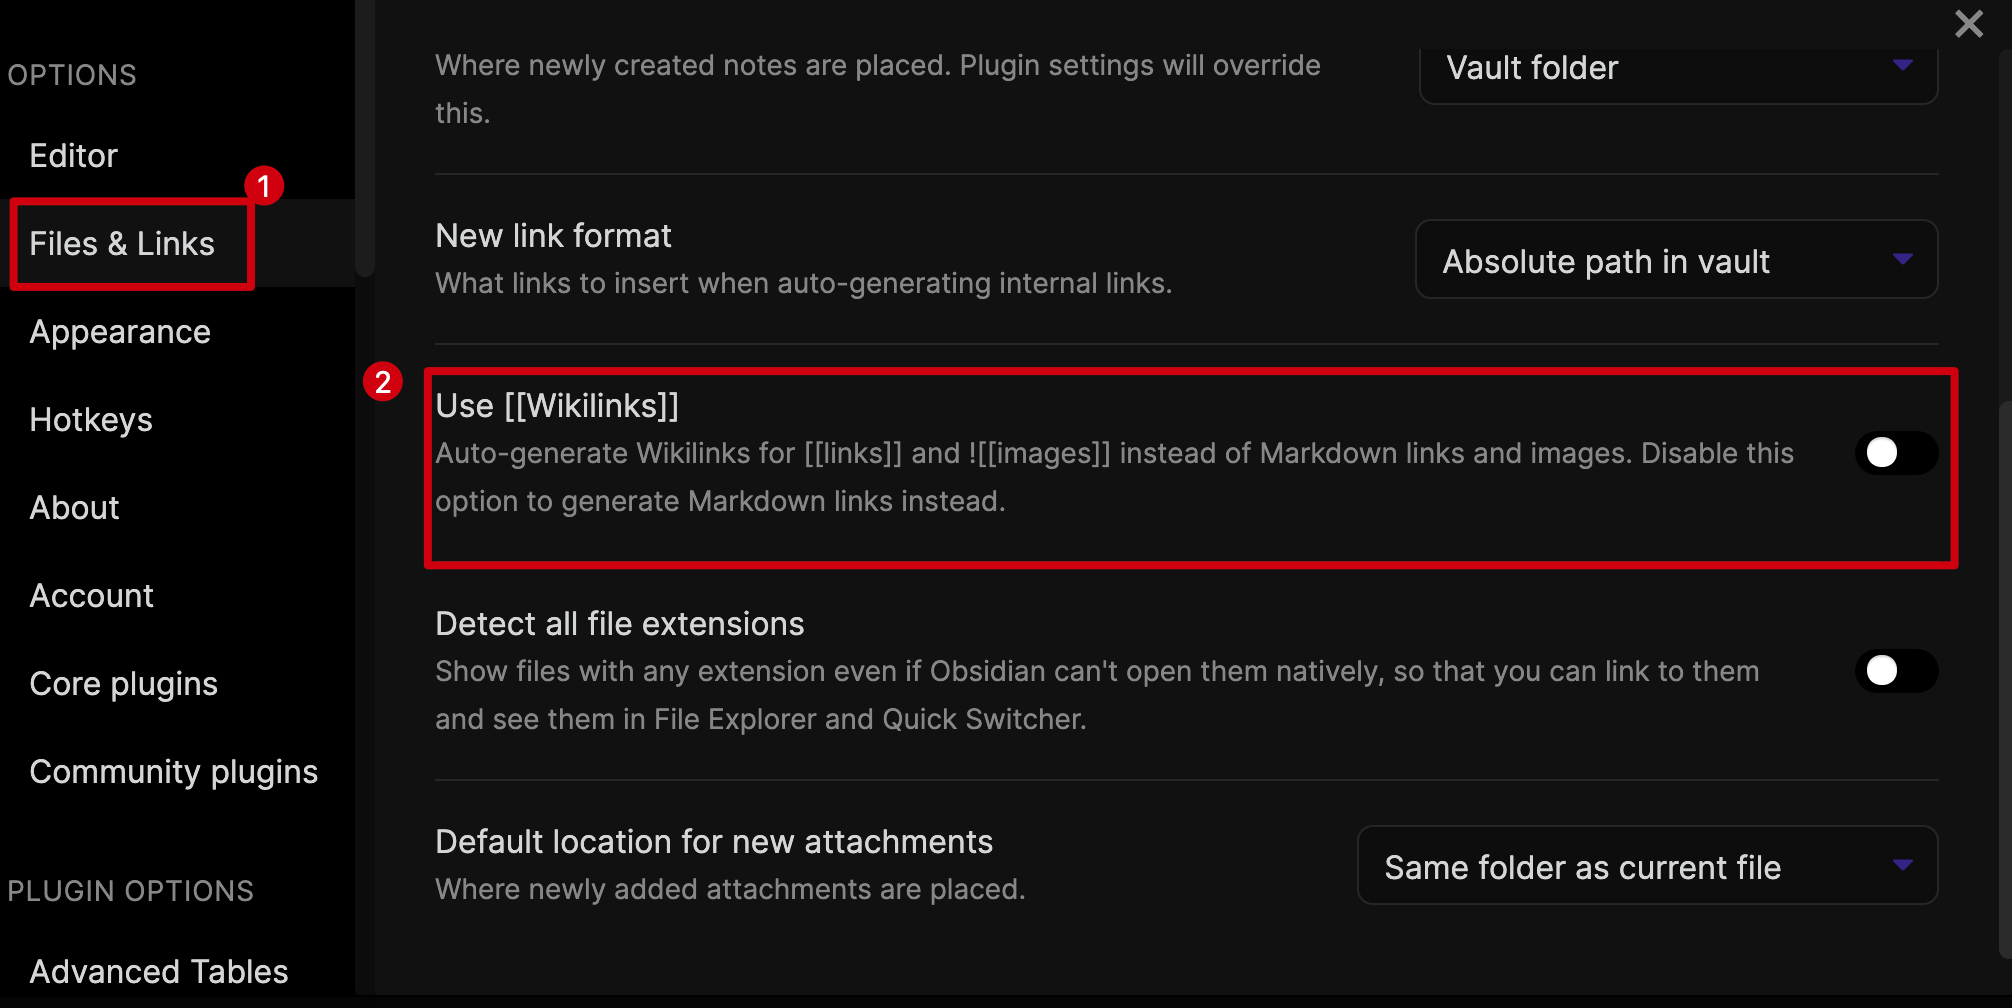 OPTIONS
Editor
1
Files & Links
Appearance
Hotkeys
About
Account
Core plugins
Community plugins
PLUGIN OPTIONS
Advanced Tables
Where newly created notes are placed. Plugin settings will override
this.
Vault folder
New link format
What links to insert when auto-generating internal links.
Absolute path in vault
2
Use [[Wikilinks]]
Auto-generate Wikilinks for [[links]] and ![[images]] instead of Markdown links and images. Disable this
option to generate Markdown links instead.
Detect all file extensions
Show files with any extension even if Obsidian can't open them natively, so that you can link to them
and see them in File Explorer and Quick Switcher.
Default location for new attachments
Where newly added attachments are placed.
Same folder as current file